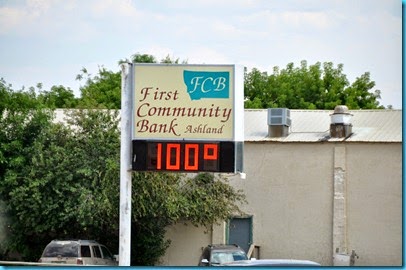 FCB
First
Community
Bank Ashland
100°